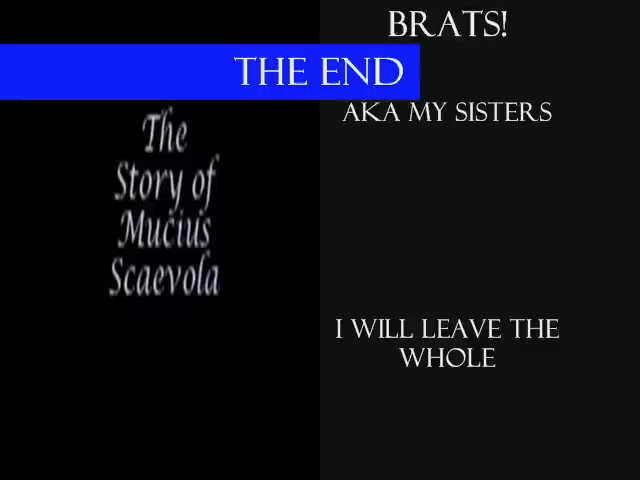 BRATS!
THE END
AKA MY SISTERS
The
Story of
Mucius
Scaevola
I WILL LEAVE THE
WHOLE